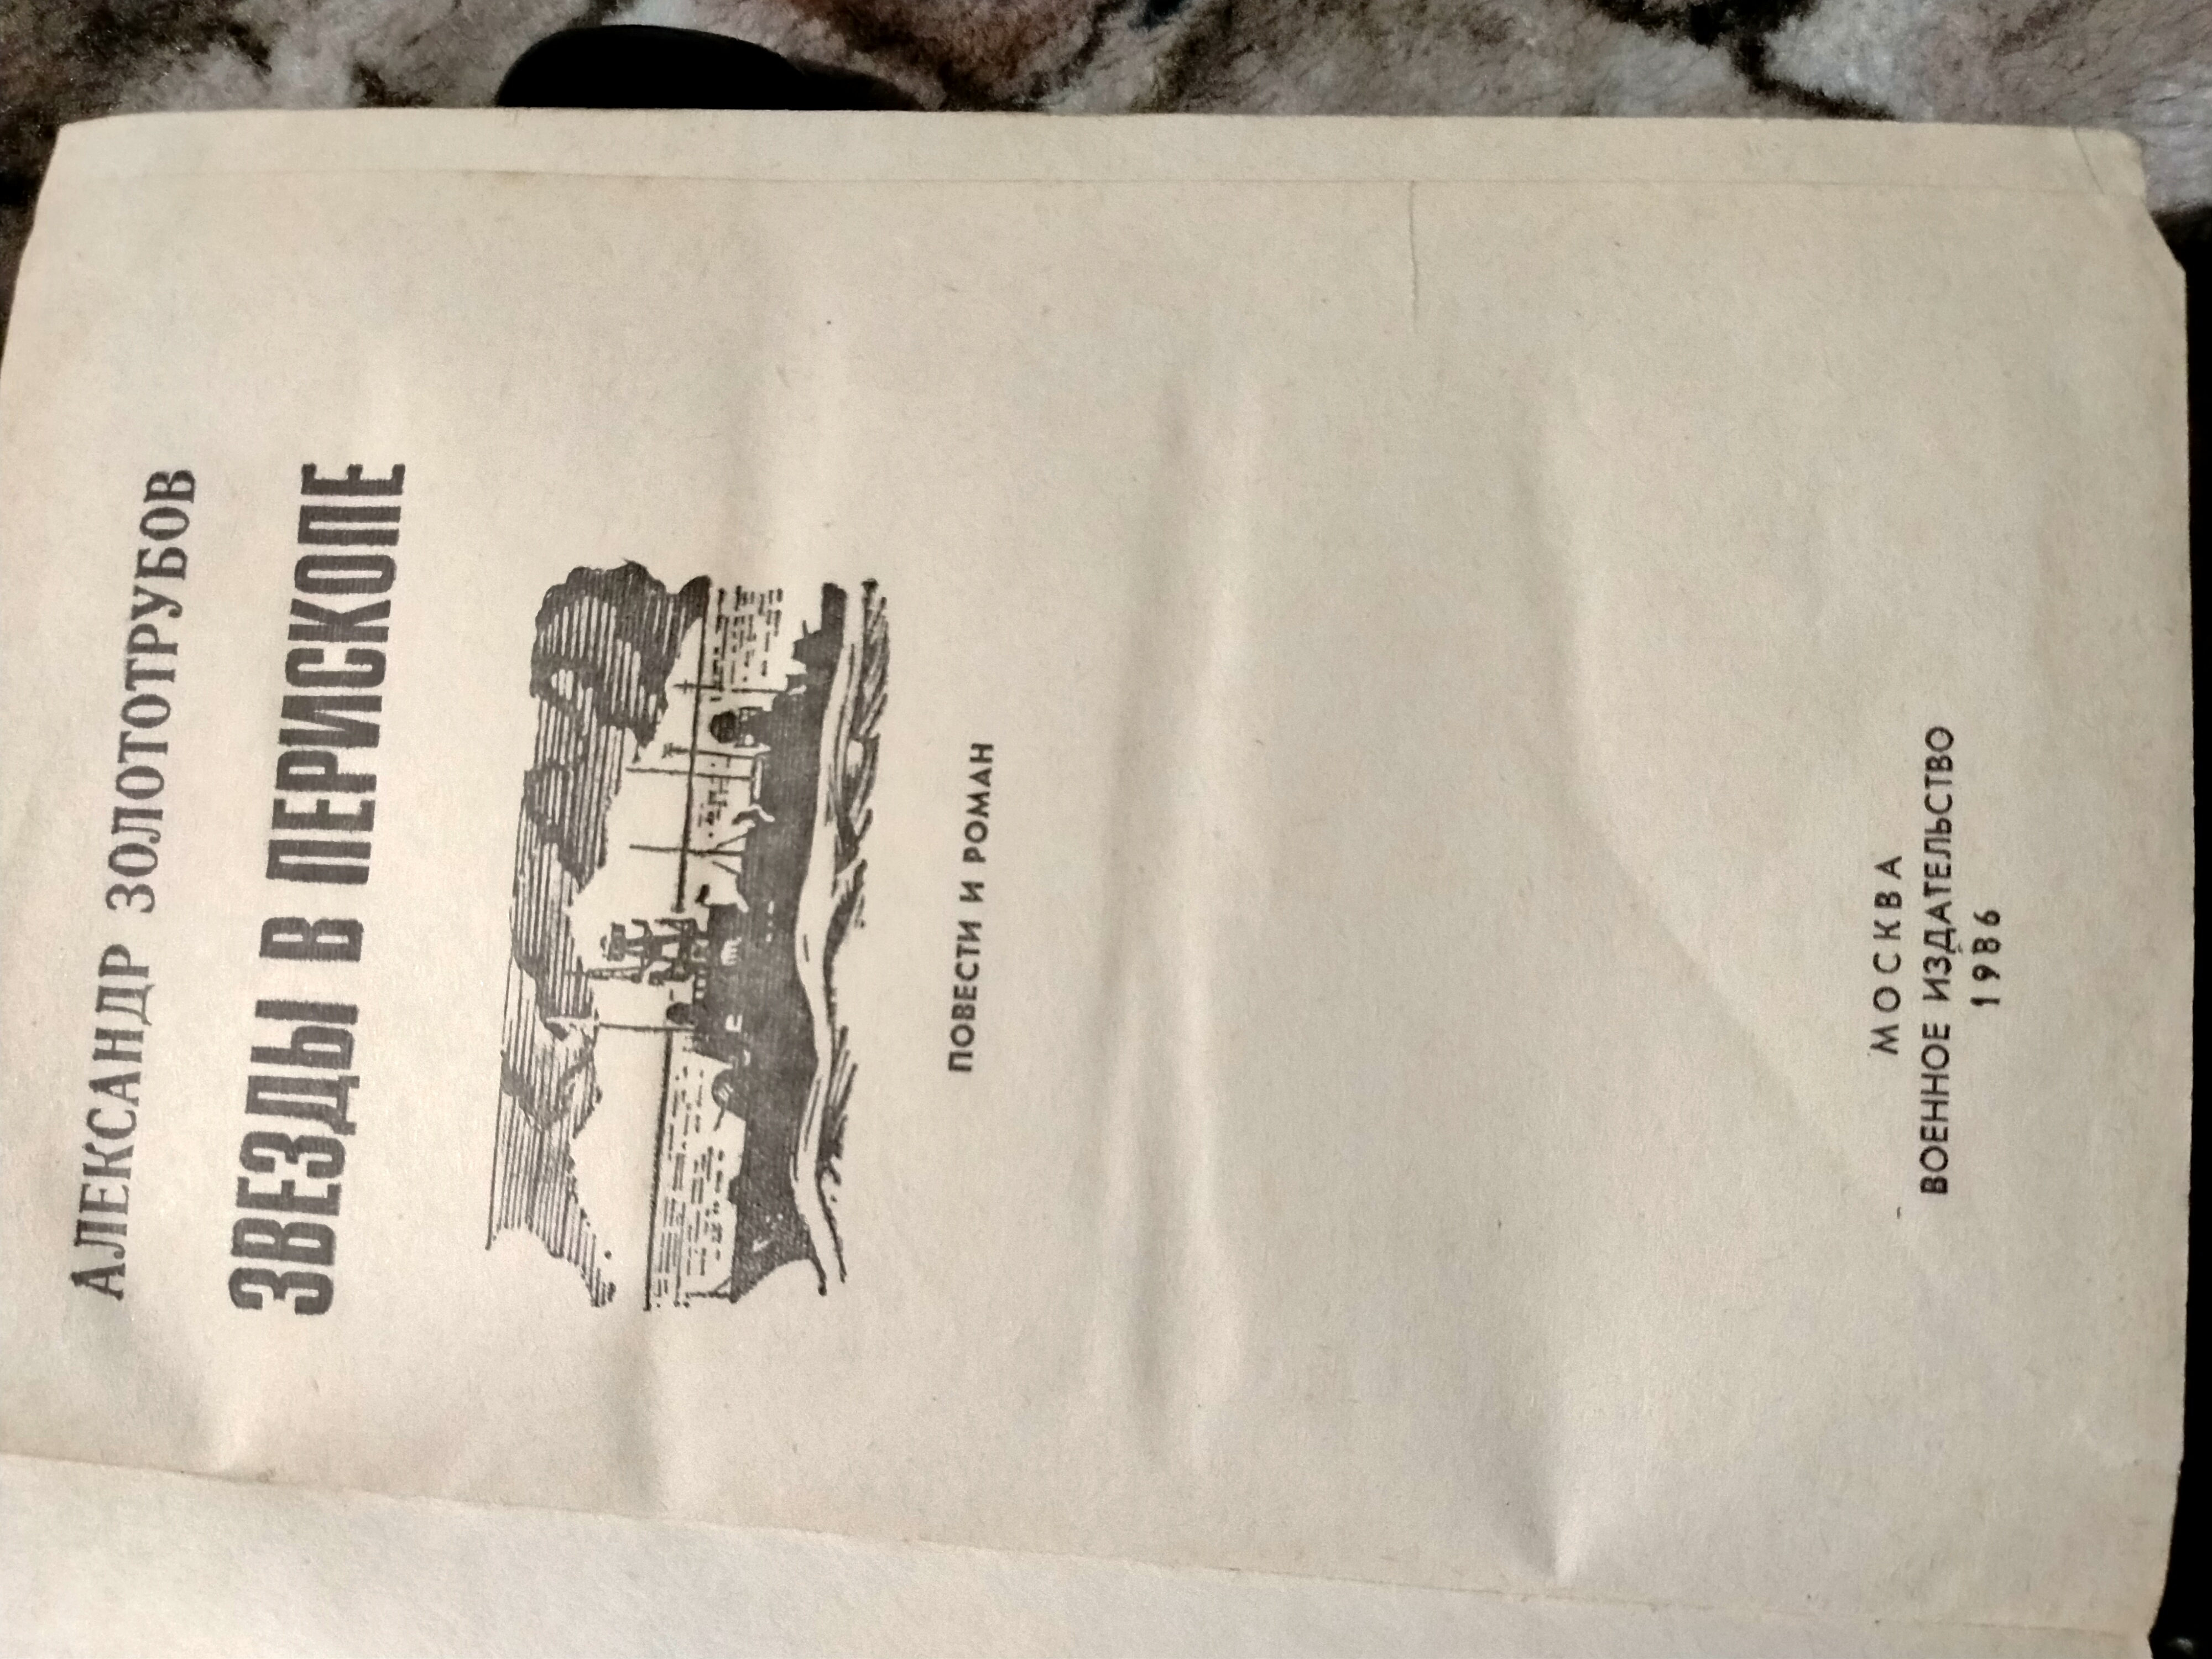 АЛЕКСАНДР ЗОЛОТОТРУБОВ
ЗВЕЗДЫ В ПЕРИСКОПЕ
ПОВЕСТИ И РОМАН
МОСКВА
ВОЕННОЕ ИЗДАТЕЛЬСТВО
1986